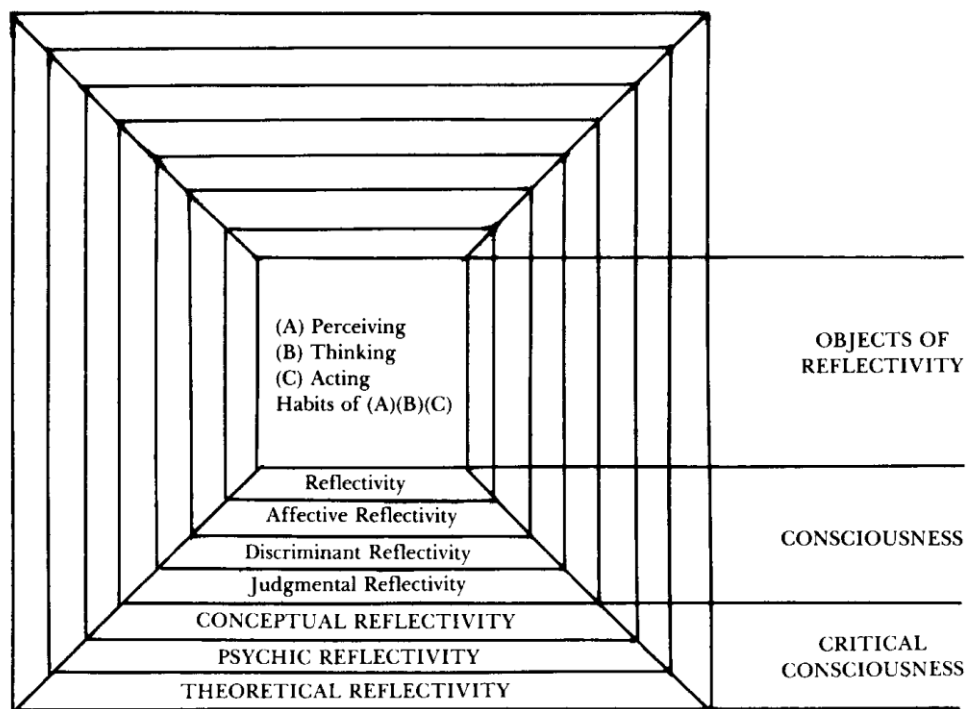 (A) Perceiving
(B) Thinking
(C) Acting
Habits of (A)(B)(C)
OBJECTS OF
REFLECTIVITY
Reflectivity
Affective Reflectivity
Discriminant Reflectivity
Judgmental Reflectivity
CONSCIOUSNESS
CONCEPTUAL REFLECTIVITY
PSYCHIC REFLECTIVITY
THEORETICAL REFLECTIVITY
CRITICAL
CONSCIOUSNESS